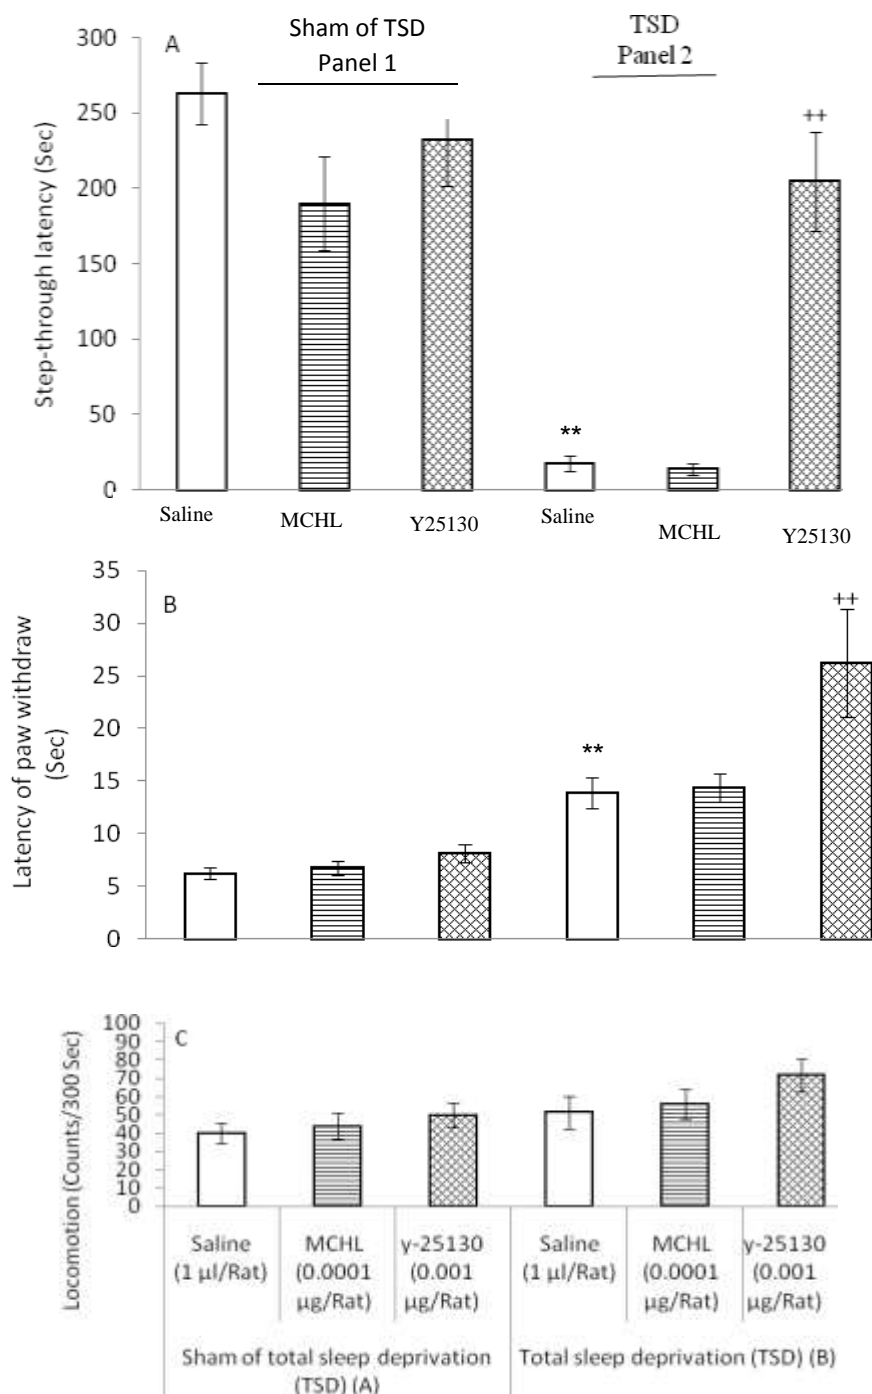 A
Sham of TSD
Panel 1
TSD
Panel 2
Step-through latency (Sec)
300
250
200
150
100
50
0
**
++
Saline
MCHL
Y25130
Saline
MCHL
Y25130
B
Latency of paw withdraw
(Sec)
35
30
25
20
15
10
5
0
**
++
C
Locomotion (Counts/300 Sec)
100
90
80
70
60
50
40
30
20
10
0
Saline
(1 µl/Rat)
MCHL
(0.0001
µg/Rat)
y-25130
(0.001
µg/Rat)
Saline
(1 µl/Rat)
MCHL
(0.0001
µg/Rat)
y-25130
(0.001
µg/Rat)
Sham of total sleep deprivation
(TSD) (A)
Total sleep deprivation (TSD) (B)